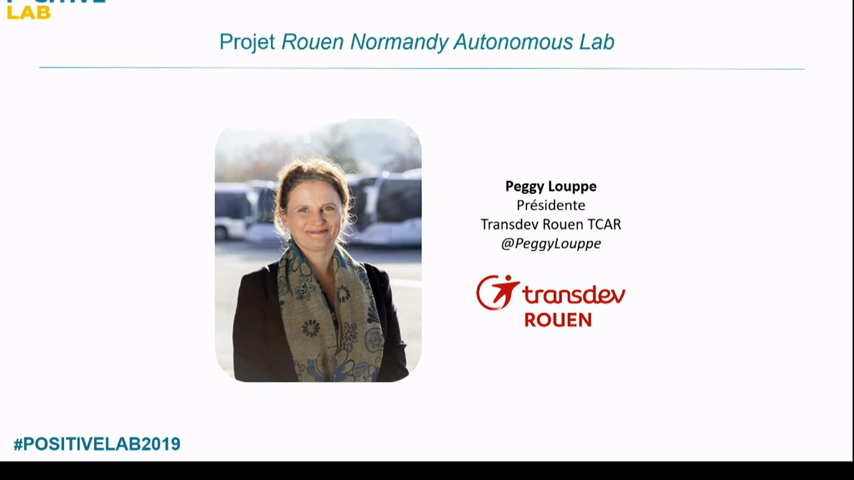 LAB
Projet Rouen Normandy Autonomous Lab
Peggy Louppe
Présidente
Transdev Rouen TCAR
@PeggyLouppe
transdev
ROUEN
#POSITIVELAB2019